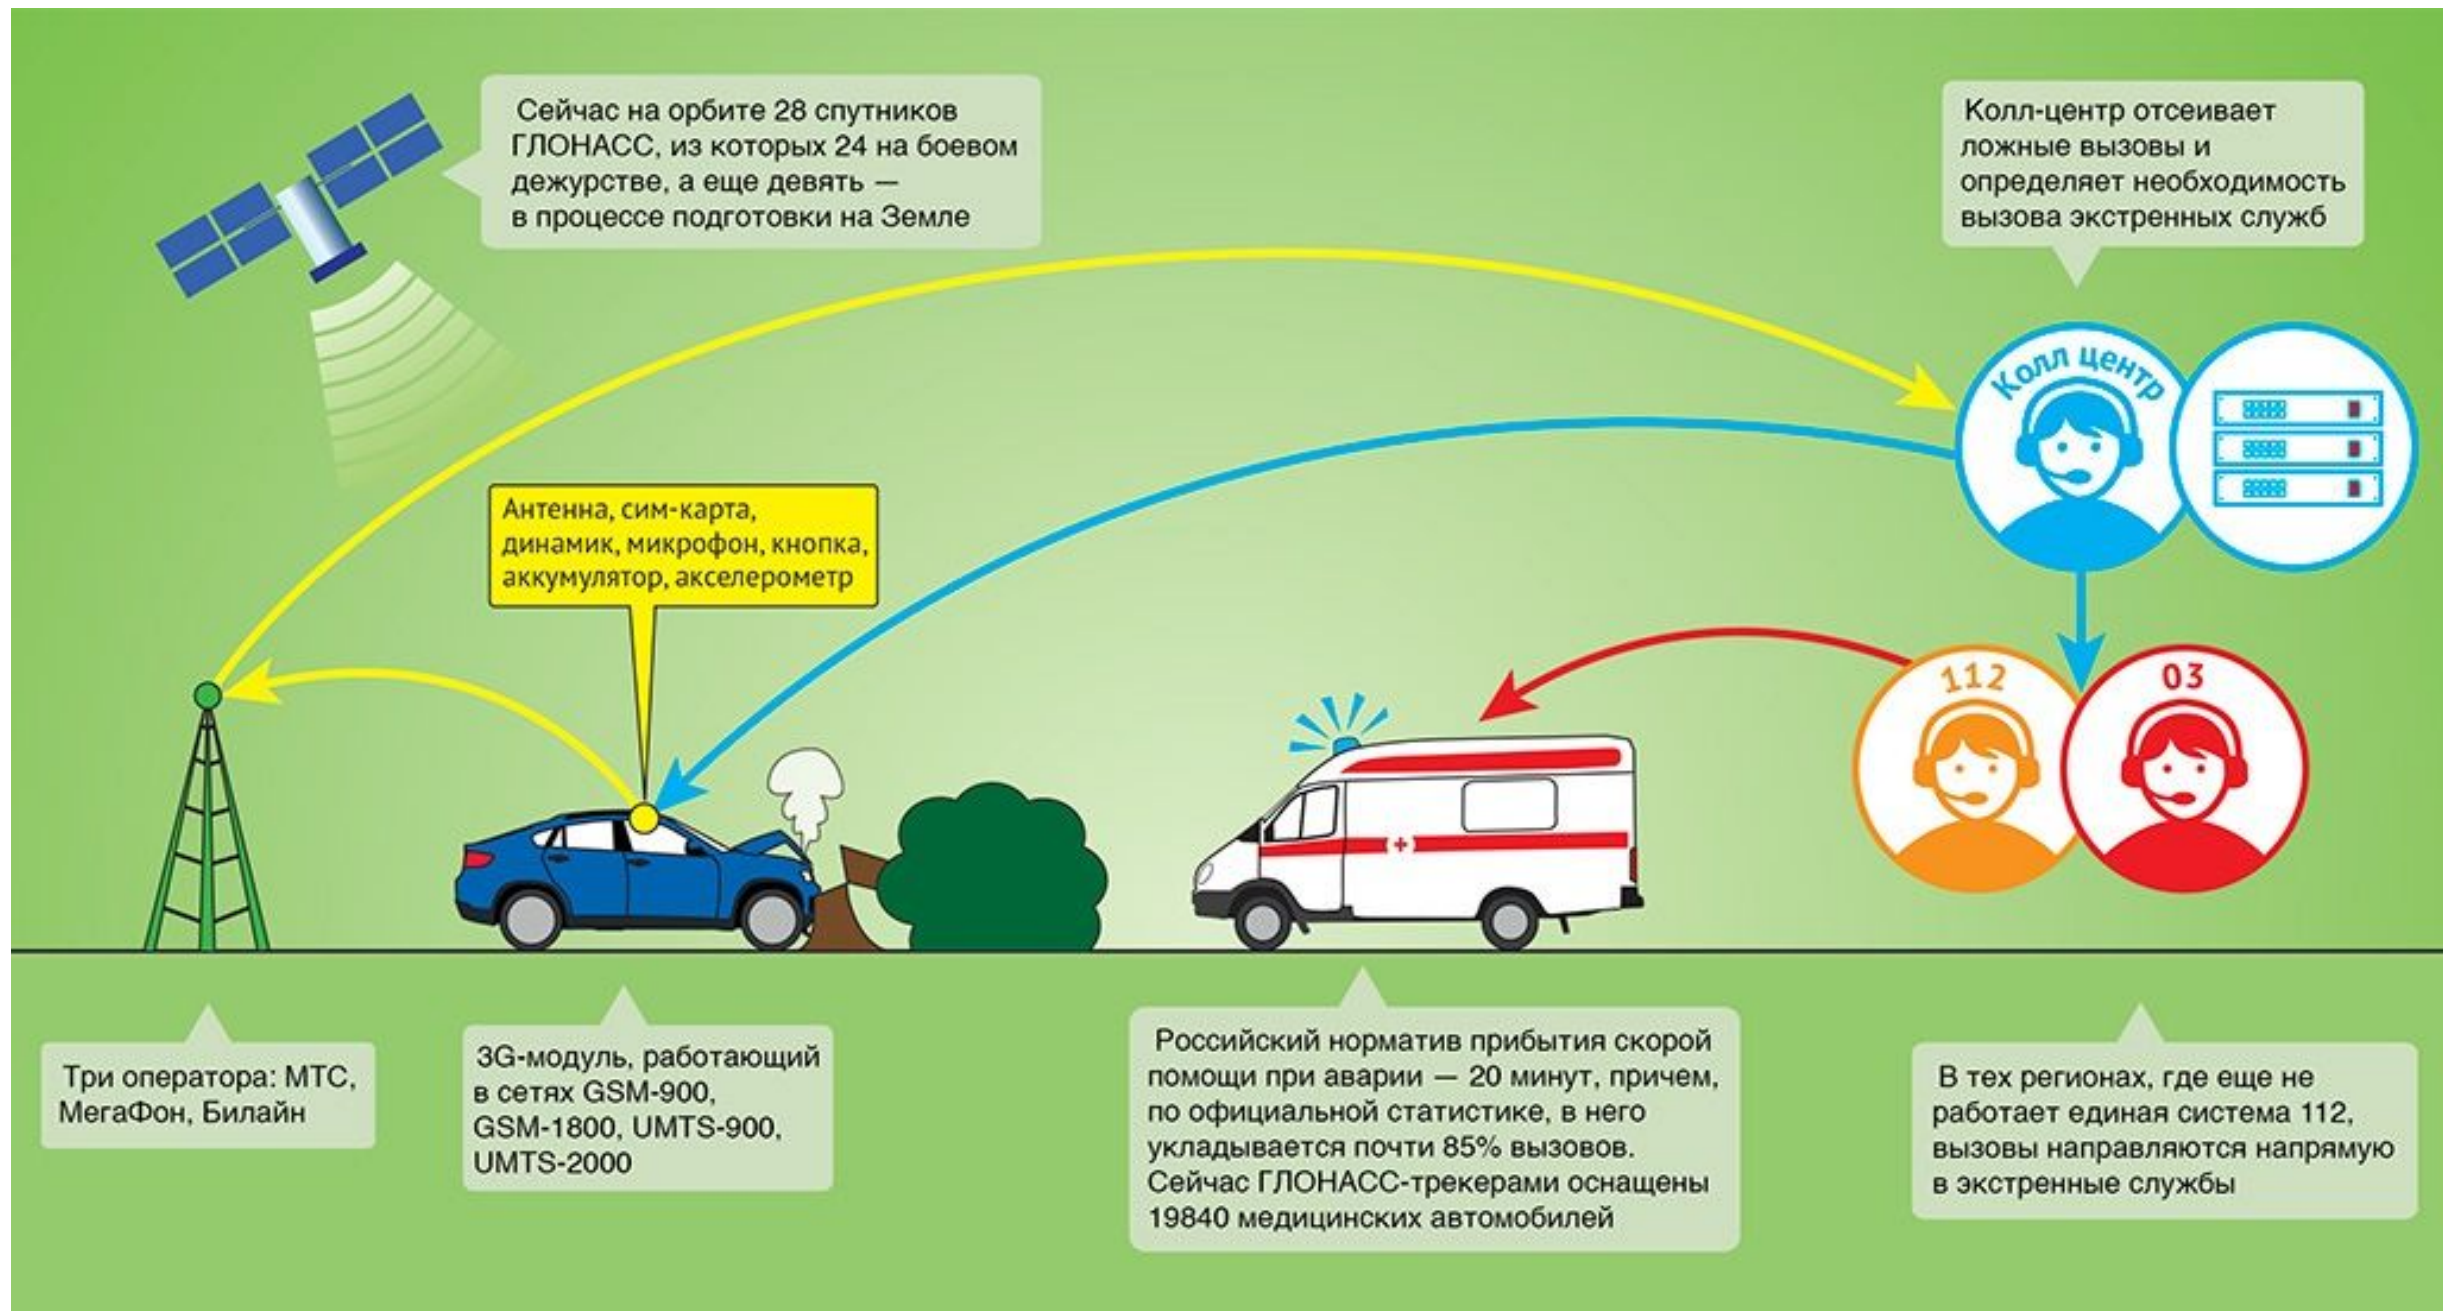 Сейчас на орбите 28 спутников
ГЛОНАСС, из которых 24 на боевом
дежурстве, а еще девять —
в процессе подготовки на Земле
Колл-центр отсеивает
ложные вызовы и
определяет необходимость
вызова экстренных служб
Колл центр
Антенна, сим-карта,
динамик, микрофон, кнопка,
аккумулятор, акселерометр
112
03
Три оператора: МТС,
МегаФон, Билайн
3G-модуль, работающий
в сетях GSM-900,
GSM-1800, UMTS-900,
UMTS-2000
Российский норматив прибытия скорой
помощи при аварии — 20 минут, причем,
по официальной статистике, в него
укладывается почти 85% вызовов.
Сейчас ГЛОНАСС-трекерами оснащены
19840 медицинских автомобилей
В тех регионах, где еще не
работает единая система 112,
вызовы направляются напрямую
в экстренные службы